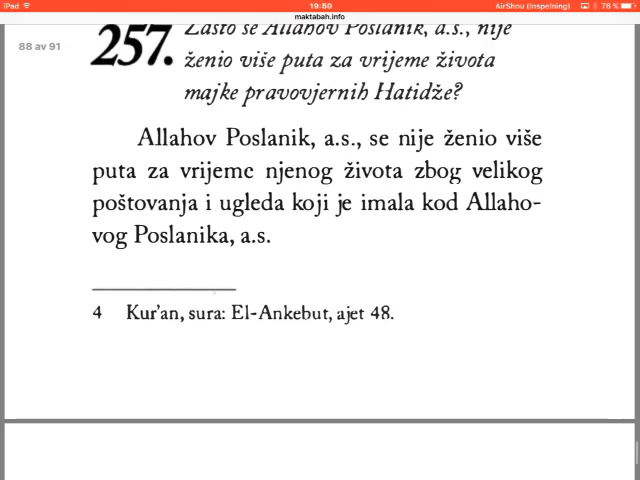 iPad 19:50 AirShou (Inspelning) 76 %
maktabah.info
88 av 91
257. Zašto se Allahov Poslanik, a.s., nije
ženio više puta za vrijeme života
majke pravovjernih Hatidže?
Allahov Poslanik, a.s., se nije ženio više
puta za vrijeme njenog života zbog velikog
poštovanja i ugleda koji je imala kod Allaho-
vog Poslanika, a.s.
4 Kur'an, sura: El-Ankebut, ajet 48.